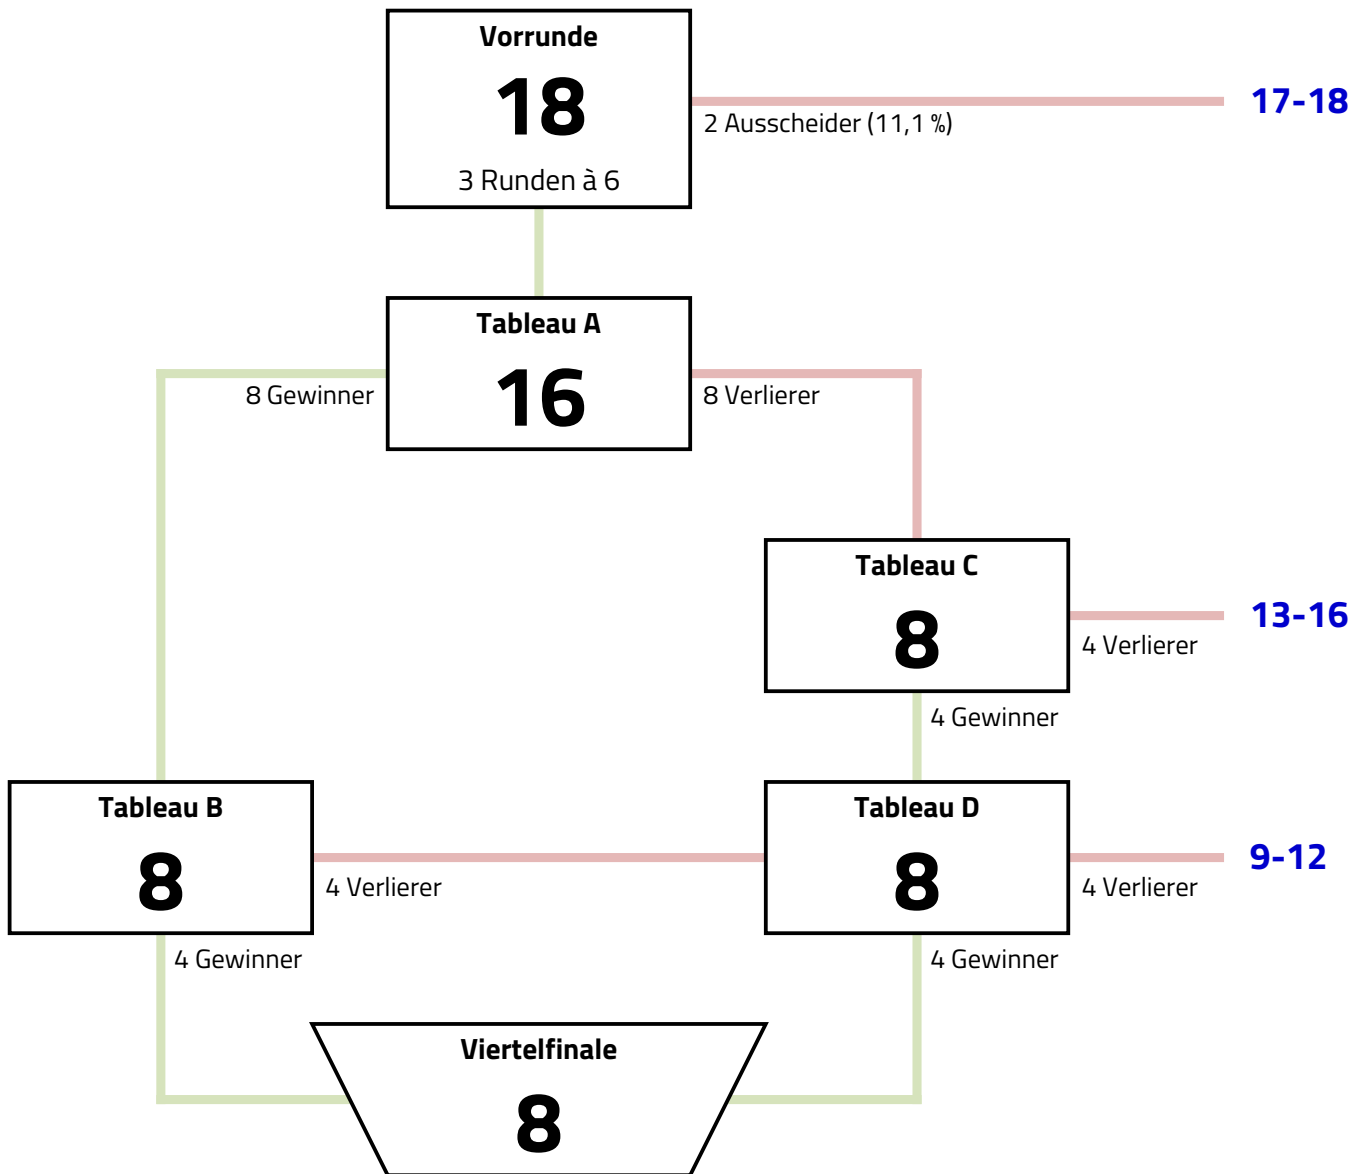 Vorrunde
18
3 Runden à 6
2 Ausscheider (11,1 %)
17-18
Tableau A
16
8 Gewinner
8 Verlierer
Tableau C
8
4 Verlierer
13-16
4 Gewinner
Tableau B
8
4 Verlierer
4 Gewinner
Tableau D
8
4 Verlierer
9-12
4 Gewinner
Viertelfinale
8